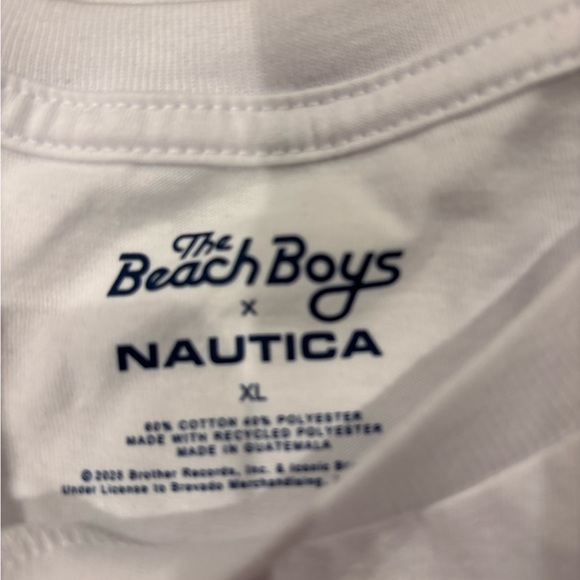 The
Beach Boys
x
NAUTICA
XL
60% COTTON 40% POLYESTER
MADE WITH RECYCLED POLYESTER
MADE IN GUATEMALA
©2025 Brother Records, Inc. & Iconic
Under License to Bravado Merchandising.